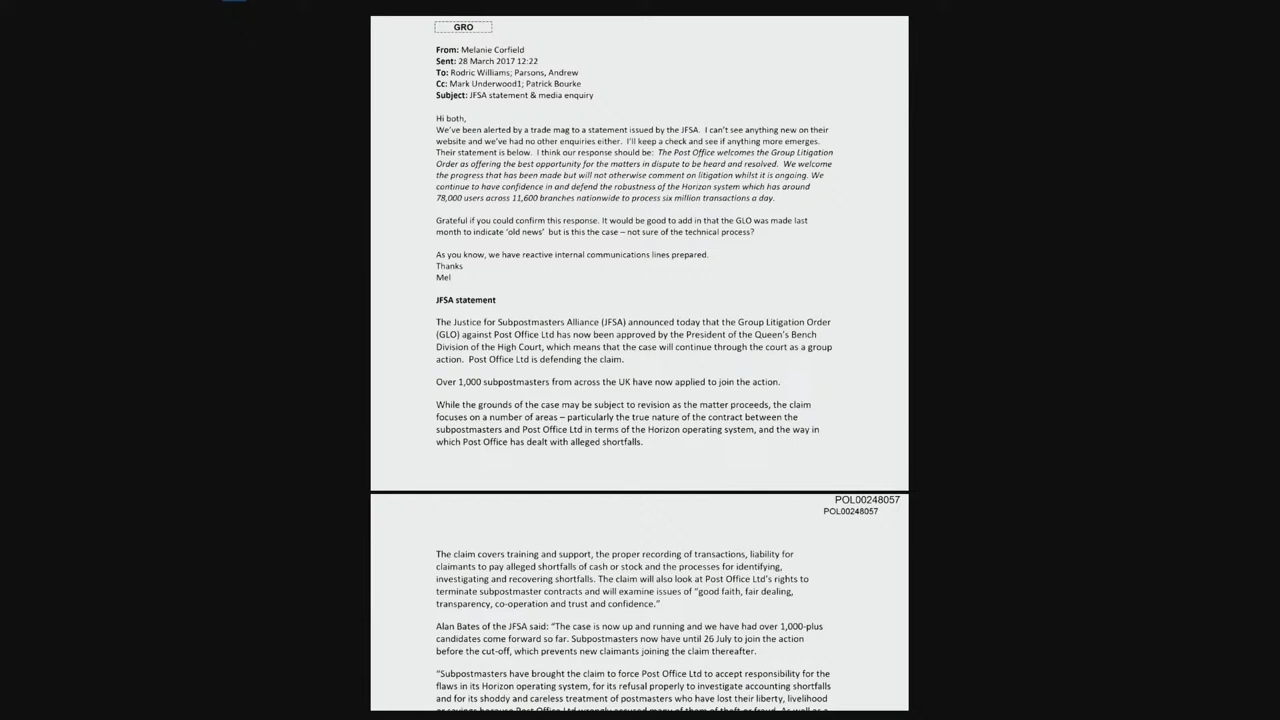 GRO
From: Melanie Corfield
Sent: 28 March 2017 12:22
To: Rodric Williams; Parsons, Andrew
Cc: Mark Underwood1; Patrick Bourke
Subject: JFSA statement & media enquiry
Hi both,
We've been alerted by a trade mag to a statement issued by the JFSA. I can't see anything new on their
website and we've had no other enquiries either. I'll keep a check and see if anything more emerges.
Their statement is below. I think our response should be: The Post Office welcomes the Group Litigation
Order as offering the best opportunity for the matters in dispute to be heard and resolved. We welcome
the progress that has been made but will not otherwise comment on litigation whilst it is ongoing. We
continue to have confidence in and defend the robustness of the Horizon system which has around
78,000 users across 11,600 branches nationwide to process six million transactions a day.
Grateful if you could confirm this response. It would be good to add in that the GLO was made last
month to indicate 'old news' but is this the case – not sure of the technical process?
As you know, we have reactive internal communications lines prepared.
Thanks
Mel
JFSA statement
The Justice for Subpostmasters Alliance (JFSA) announced today that the Group Litigation Order
(GLO) against Post Office Ltd has now been approved by the President of the Queen's Bench
Division of the High Court, which means that the case will continue through the court as a group
action. Post Office Ltd is defending the claim.
Over 1,000 subpostmasters from across the UK have now applied to join the action.
While the grounds of the case may be subject to revision as the matter proceeds, the claim
focuses on a number of areas – particularly the true nature of the contract between the
subpostmasters and Post Office Ltd in terms of the Horizon operating system, and the way in
which Post Office has dealt with alleged shortfalls.
POL00248057
POL00248057
The claim covers training and support, the proper recording of transactions, liability for
claimants to pay alleged shortfalls of cash or stock and the processes for identifying,
investigating and recovering shortfalls. The claim will also look at Post Office Ltd's rights to
terminate subpostmaster contracts and will examine issues of "good faith, fair dealing,
transparency, co-operation and trust and confidence."
Alan Bates of the JFSA said: "The case is now up and running and we have had over 1,000-plus
candidates come forward so far. Subpostmasters now have until 26 July to join the action
before the cut-off, which prevents new claimants joining the claim thereafter.
"Subpostmasters have brought the claim to force Post Office Ltd to accept responsibility for the
flaws in its Horizon operating system, for its refusal properly to investigate accounting shortfalls
and for its shoddy and careless treatment of postmasters who have lost their liberty, livelihood
or savings because Post Office Ltd wrongly accused many of them of theft or fraud. As well as a